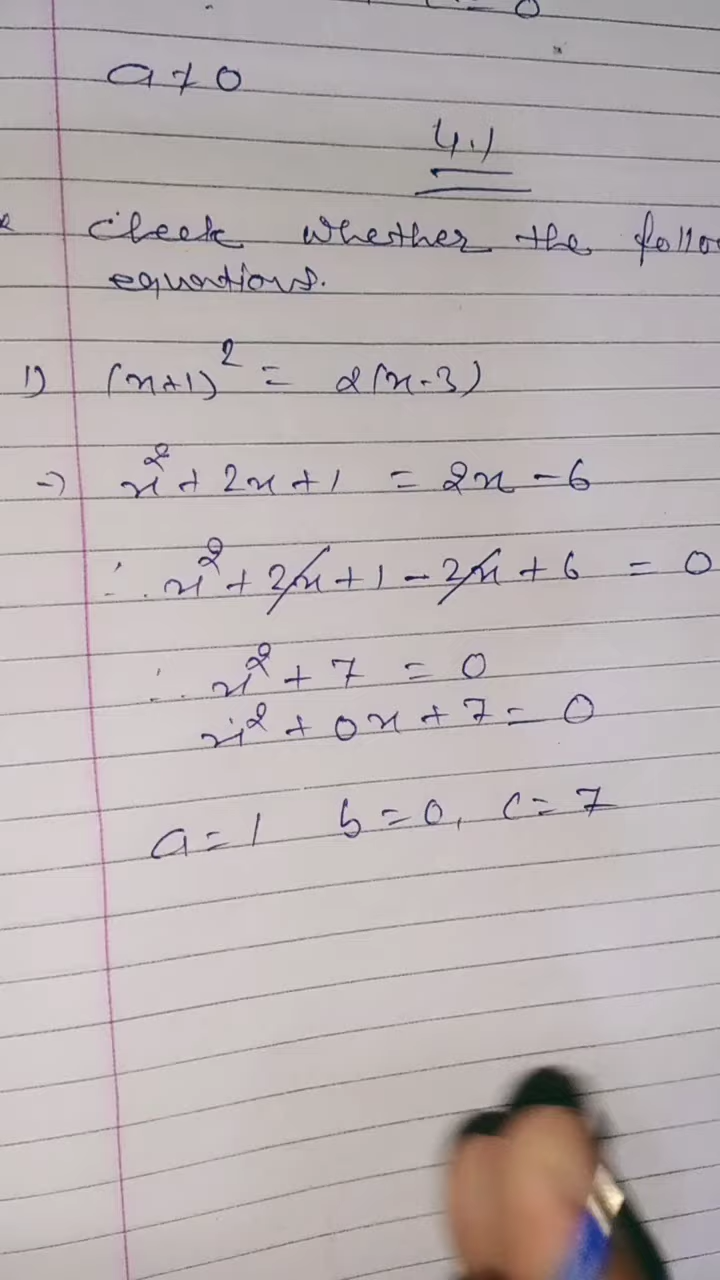 = 0
a ≠ 0
4.1
check whether the follo
equations.
1) (x+1)² = 2(x-3)
→ x² + 2x + 1 = 2x - 6
∴ x² + 2x + 1 - 2x + 6 = 0
∴ x² + 7 = 0
x² + 0x + 7 = 0
a = 1 b = 0, c = 7